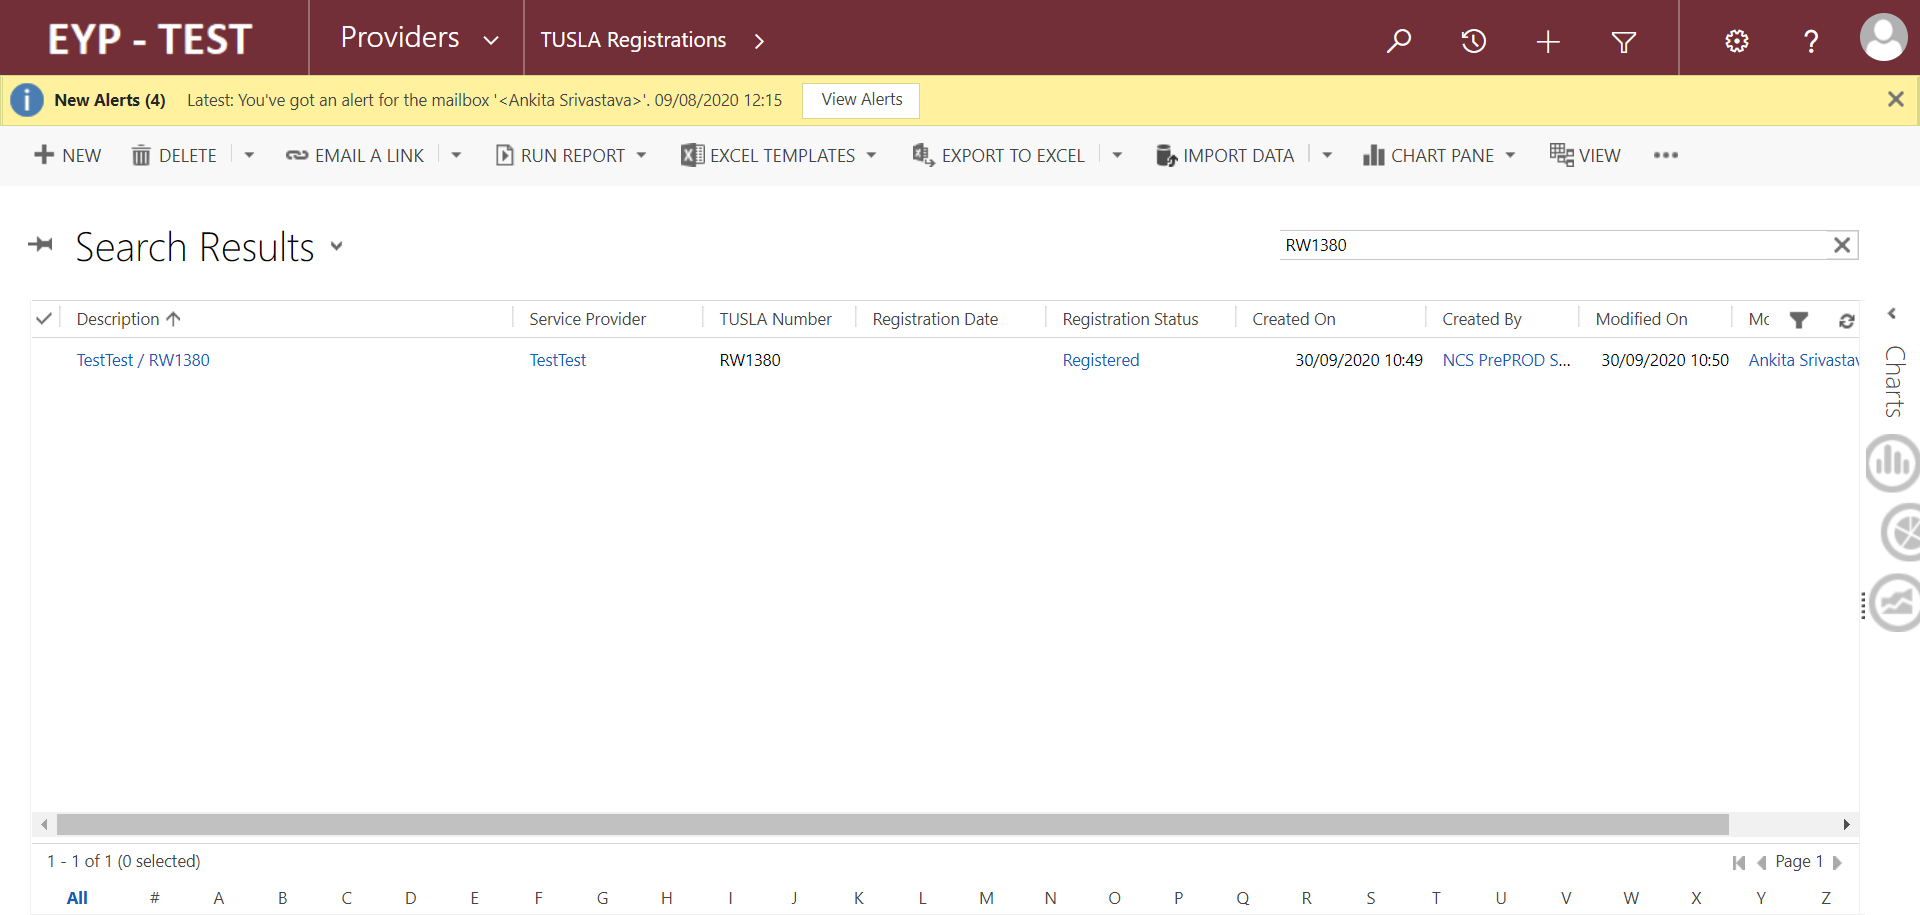 EYP - TEST
Providers
TUSLA Registrations
New Alerts (4) Latest: You've got an alert for the mailbox '<Ankita Srivastava>'. 09/08/2020 12:15 View Alerts
NEW DELETE EMAIL A LINK RUN REPORT EXCEL TEMPLATES EXPORT TO EXCEL IMPORT DATA CHART PANE VIEW
Search Results
RW1380
Description Service Provider TUSLA Number Registration Date Registration Status Created On Created By Modified On Mc
TestTest / RW1380 TestTest RW1380 Registered 30/09/2020 10:49 NCS PrePROD S... 30/09/2020 10:50 Ankita Srivastav
Charts
1 - 1 of 1 (0 selected) Page 1
All # A B C D E F G H I J K L M N O P Q R S T U V W X Y Z